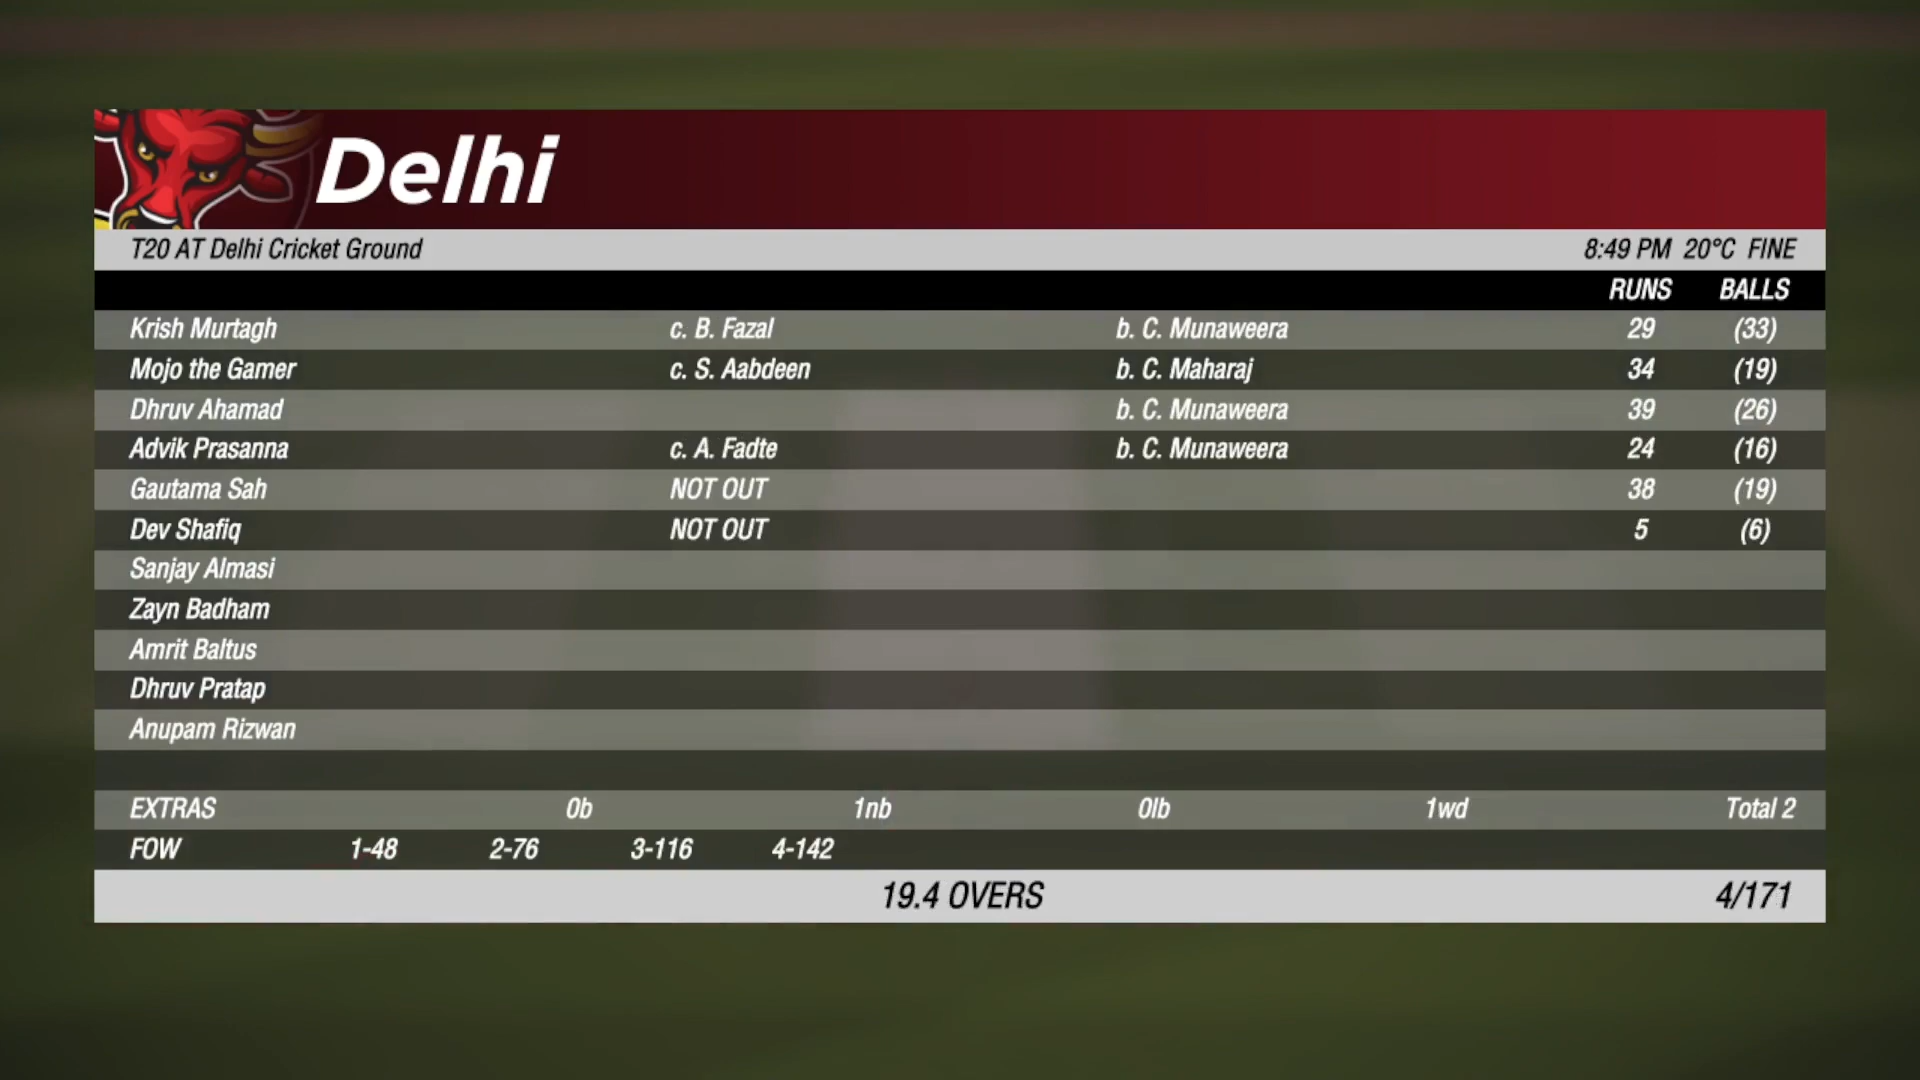 Delhi
T20 AT Delhi Cricket Ground 8:49 PM 20°C FINE
RUNS BALLS
Krish Murtagh c. B. Fazal b. C. Munaweera 29 (33)
Mojo the Gamer c. S. Aabdeen b. C. Maharaj 34 (19)
Dhruv Ahamad b. C. Munaweera 39 (26)
Advik Prasanna c. A. Fadte b. C. Munaweera 24 (16)
Gautama Sah NOT OUT 38 (19)
Dev Shafiq NOT OUT 5 (6)
Sanjay Almasi
Zayn Badham
Amrit Baltus
Dhruv Pratap
Anupam Rizwan
EXTRAS 0b 1nb 0lb 1wd Total 2
FOW 1-48 2-76 3-116 4-142
19.4 OVERS 4/171